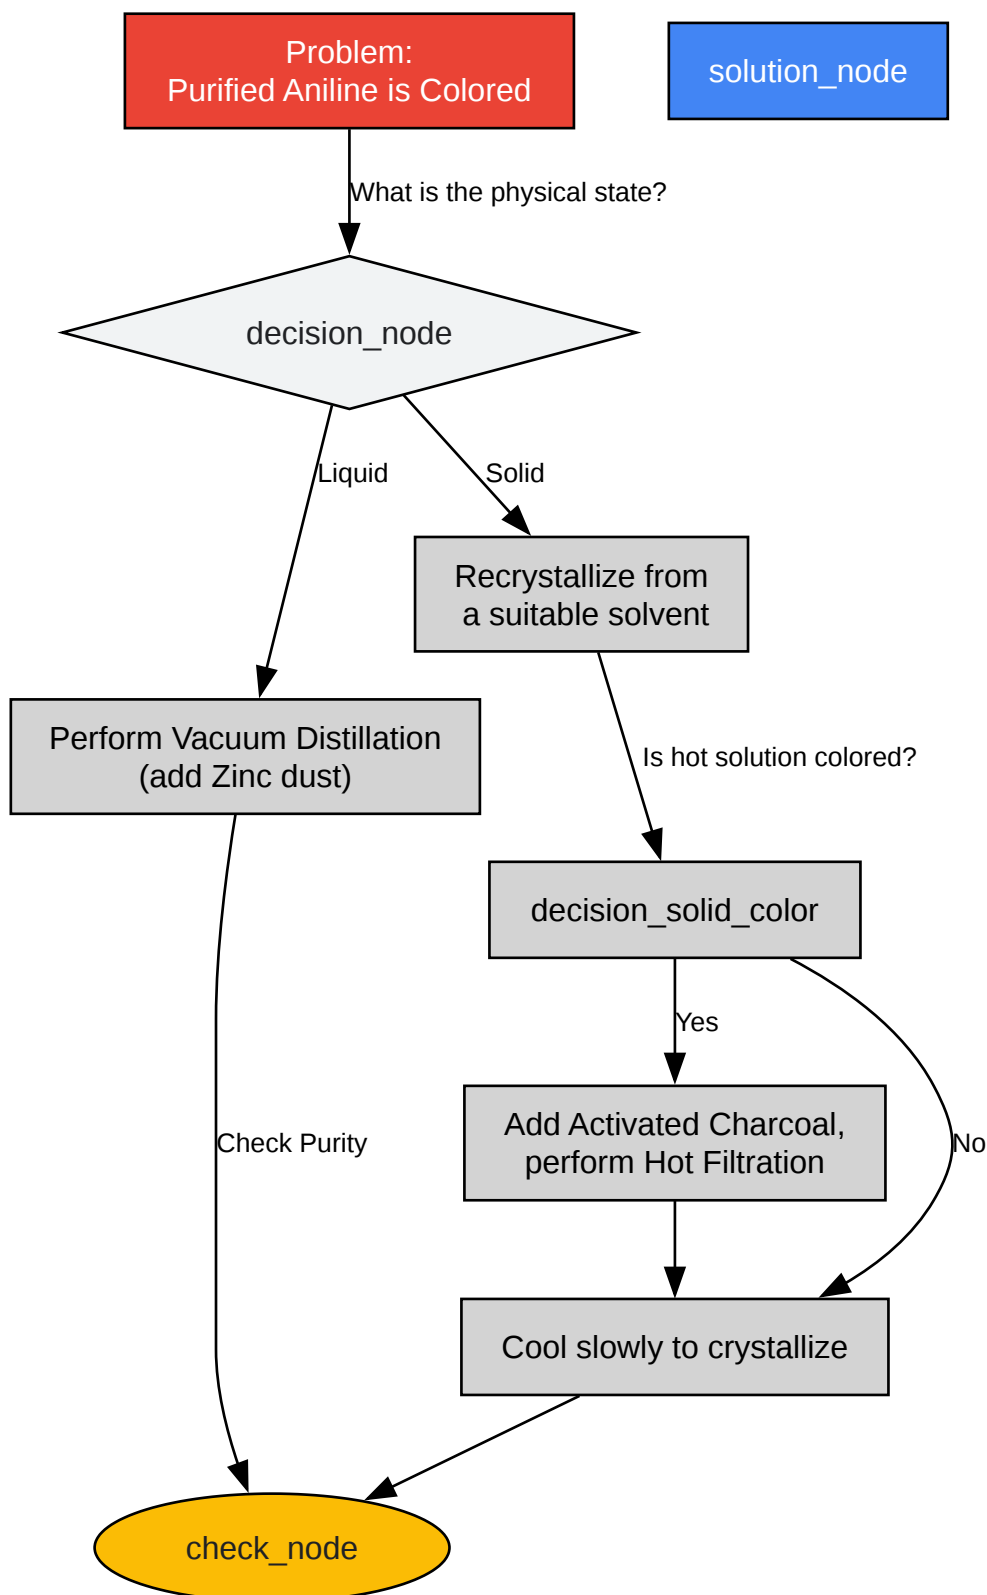 Problem:
Purified Aniline is Colored
solution_node
What is the physical state?
decision_node
Liquid
Solid
Recrystallize from
a suitable solvent
Perform Vacuum Distillation
(add Zinc dust)
Is hot solution colored?
decision_solid_color
Yes
Add Activated Charcoal,
perform Hot Filtration
Check Purity
No
Cool slowly to crystallize
check_node